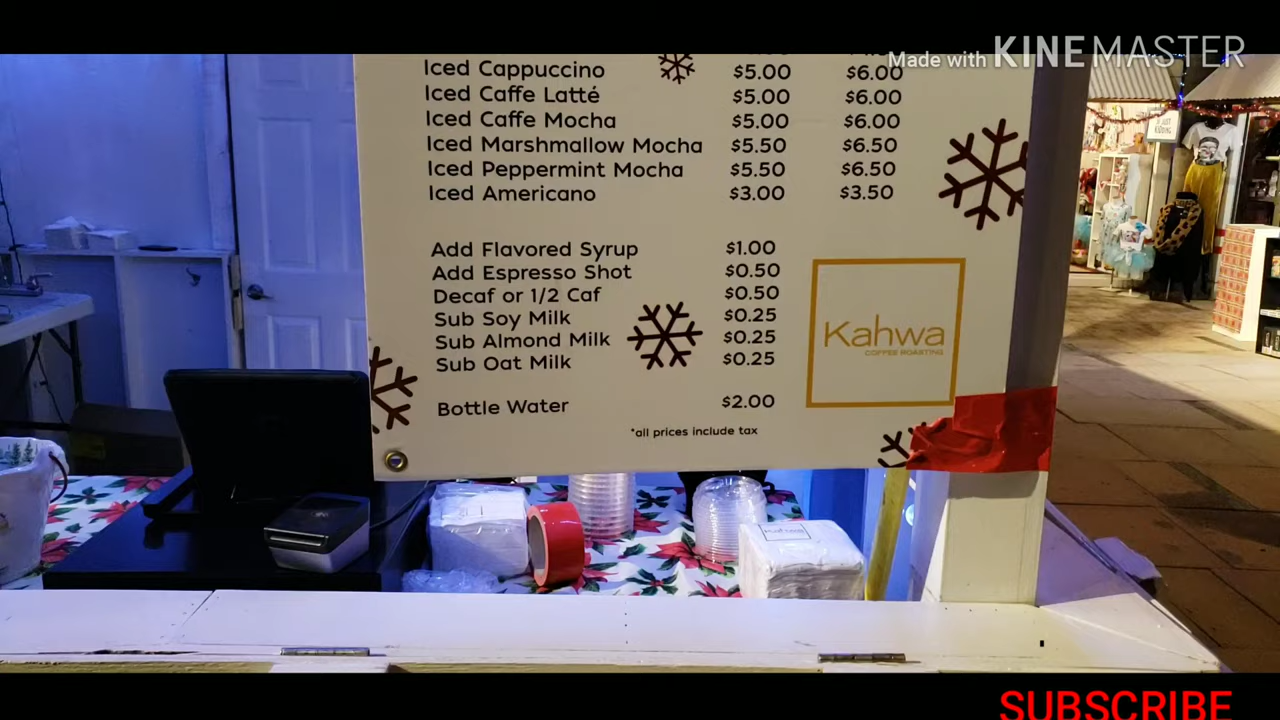 Made with KINEMASTER
Iced Cappuccino $5.00 $6.00
Iced Caffe Latté $5.00 $6.00
Iced Caffe Mocha $5.00 $6.00
Iced Marshmallow Mocha $5.50 $6.50
Iced Peppermint Mocha $5.50 $6.50
Iced Americano $3.00 $3.50
Add Flavored Syrup $1.00
Add Espresso Shot $0.50
Decaf or 1/2 Caf $0.50
Sub Soy Milk $0.25
Sub Almond Milk $0.25
Sub Oat Milk $0.25
Bottle Water $2.00
*all prices include tax
Kahwa
COFFEE ROASTING
Kahwa
JUST
KIDDING
SUBSCRIBE